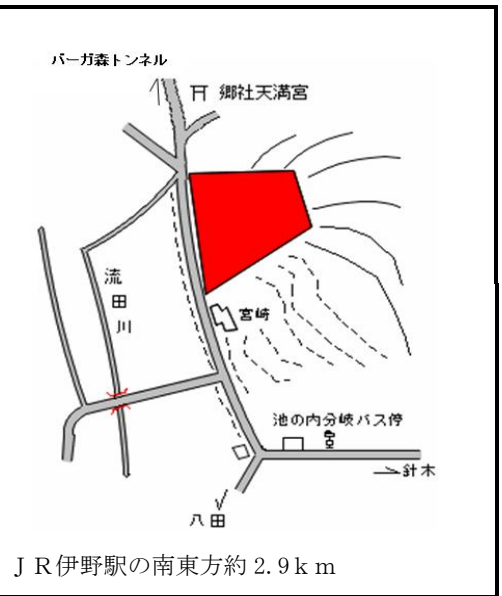 バーガ森トンネル
郷社天満宮
流田川
宮崎
池の内分岐バス停
針木
八田
ＪＲ伊野駅の南東方約 2.9ｋｍ